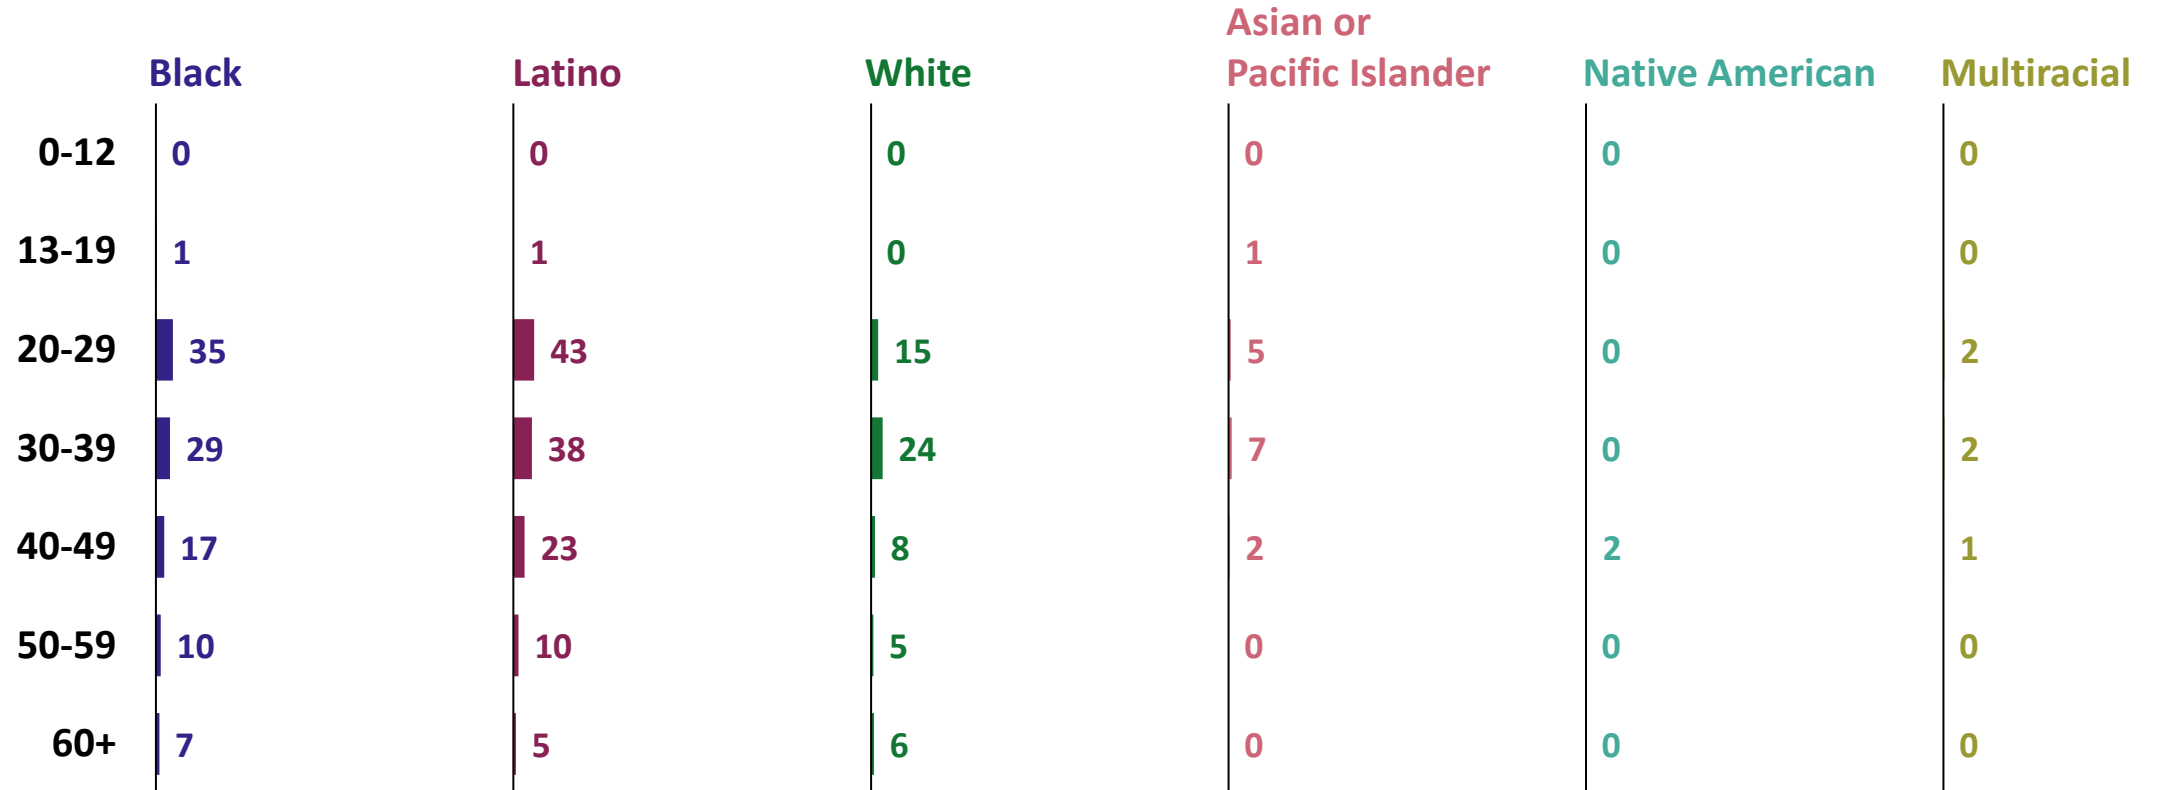 Asian or
Black Latino White Pacific Islander Native American Multiracial
0-12 0 0 0 0 0 0
13-19 1 1 0 1 0 0
20-29 35 43 15 5 0 2
30-39 29 38 24 7 0 2
40-49 17 23 8 2 2 1
50-59 10 10 5 0 0 0
60+ 7 5 6 0 0 0